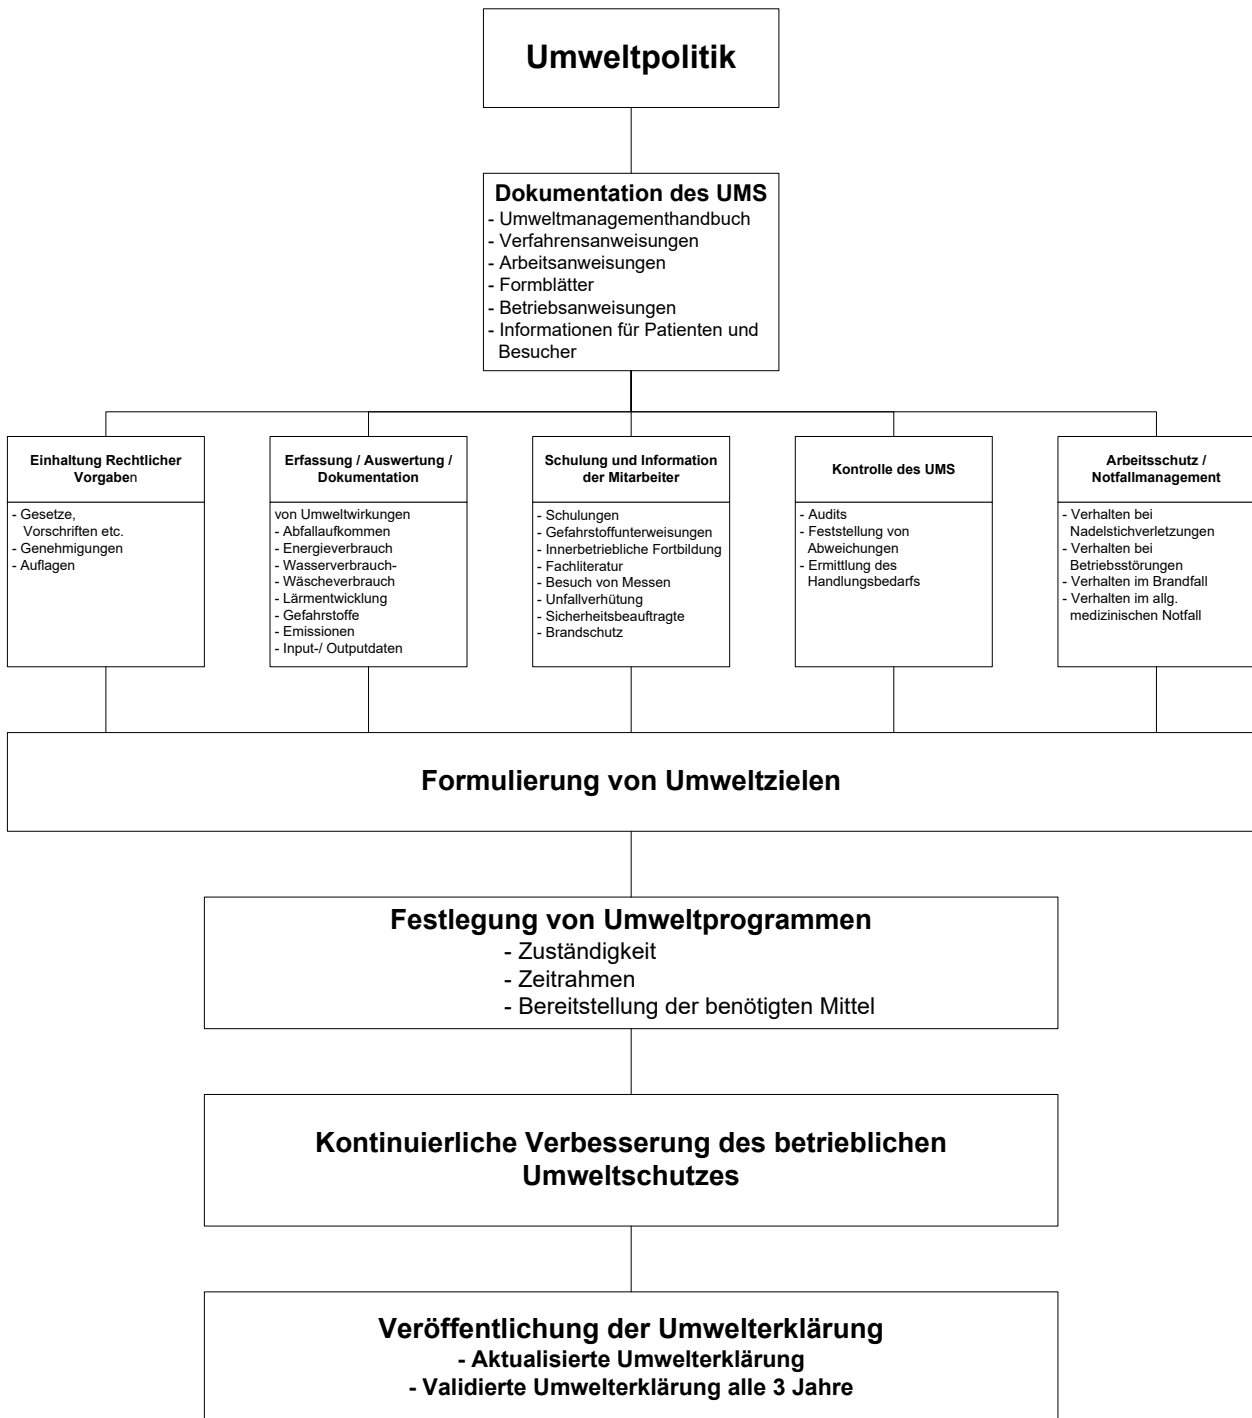 Umweltpolitik
Dokumentation des UMS
- Umweltmanagementhandbuch
- Verfahrensanweisungen
- Arbeitsanweisungen
- Formblätter
- Betriebsanweisungen
- Informationen für Patienten und
Besucher
Einhaltung Rechtlicher
Vorgaben
- Gesetze,
Vorschriften etc.
- Genehmigungen
- Auflagen
Erfassung / Auswertung /
Dokumentation
von Umweltwirkungen
- Abfallaufkommen
- Energieverbrauch
- Wasserverbrauch-
- Wäscheverbrauch
- Lärmentwicklung
- Gefahrstoffe
- Emissionen
- Input-/ Outputdaten
Schulung und Information
der Mitarbeiter
- Schulungen
- Gefahrstoffunterweisungen
- Innerbetriebliche Fortbildung
- Fachliteratur
- Besuch von Messen
- Unfallverhütung
- Sicherheitsbeauftragte
- Brandschutz
Kontrolle des UMS
- Audits
- Feststellung von
Abweichungen
- Ermittlung des
Handlungsbedarfs
Arbeitsschutz /
Notfallmanagement
- Verhalten bei
Nadelstichverletzungen
- Verhalten bei
Betriebsstörungen
- Verhalten im Brandfall
- Verhalten im allg.
medizinischen Notfall
Formulierung von Umweltzielen
Festlegung von Umweltprogrammen
- Zuständigkeit
- Zeitrahmen
- Bereitstellung der benötigten Mittel
Kontinuierliche Verbesserung des betrieblichen
Umweltschutzes
Veröffentlichung der Umwelterklärung
- Aktualisierte Umwelterklärung
- Validierte Umwelterklärung alle 3 Jahre